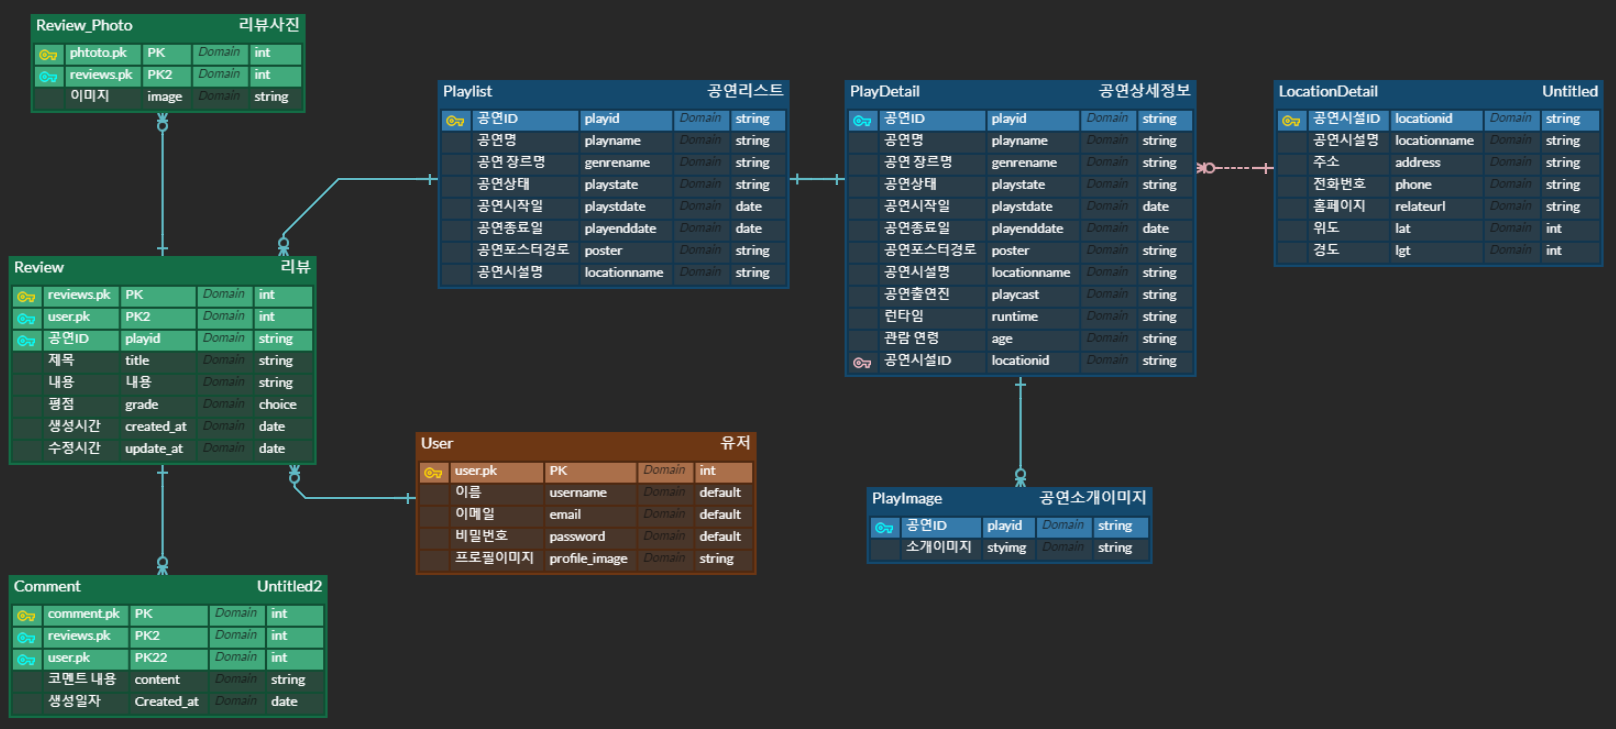 Review_Photo 리뷰사진
phtoto.pk PK Domain int
reviews.pk PK2 Domain int
이미지 image string
Playlist 공연리스트
공연ID playid Domain string
공연명 playname Domain string
공연 장르명 genrename Domain string
공연상태 playstate Domain string
공연시작일 playstdate Domain date
공연종료일 playenddate Domain date
공연포스터경로 poster Domain string
공연시설명 locationname Domain string
PlayDetail 공연상세정보
공연ID playid Domain string
공연명 playname Domain string
공연 장르명 genrename Domain string
공연상태 playstate Domain string
공연시작일 playstdate Domain date
공연종료일 playenddate Domain date
공연포스터경로 poster Domain string
공연시설명 locationname Domain string
공연출연진 playcast Domain string
런타임 runtime Domain string
관람 연령 age Domain string
공연시설ID locationid Domain string
LocationDetail Untitled
공연시설ID locationid Domain string
공연시설명 locationname Domain string
주소 address Domain string
전화번호 phone Domain string
홈페이지 relateurl Domain string
위도 lat Domain int
경도 lgt Domain int
Review 리뷰
reviews.pk PK Domain int
user.pk PK2 Domain int
공연ID playid Domain string
제목 title Domain string
내용 내용 Domain string
평점 grade Domain choice
생성시간 created_at Domain date
수정시간 update_at Domain date
User 유저
user.pk PK Domain int
이름 username Domain default
이메일 email Domain default
비밀번호 password Domain default
프로필이미지 profile_image Domain string
PlayImage 공연소개이미지
공연ID playid Domain string
소개이미지 styimg Domain string
Comment Untitled2
comment.pk PK Domain int
reviews.pk PK2 Domain int
user.pk PK22 Domain int
코멘트 내용 content Domain string
생성일자 Created_at Domain date